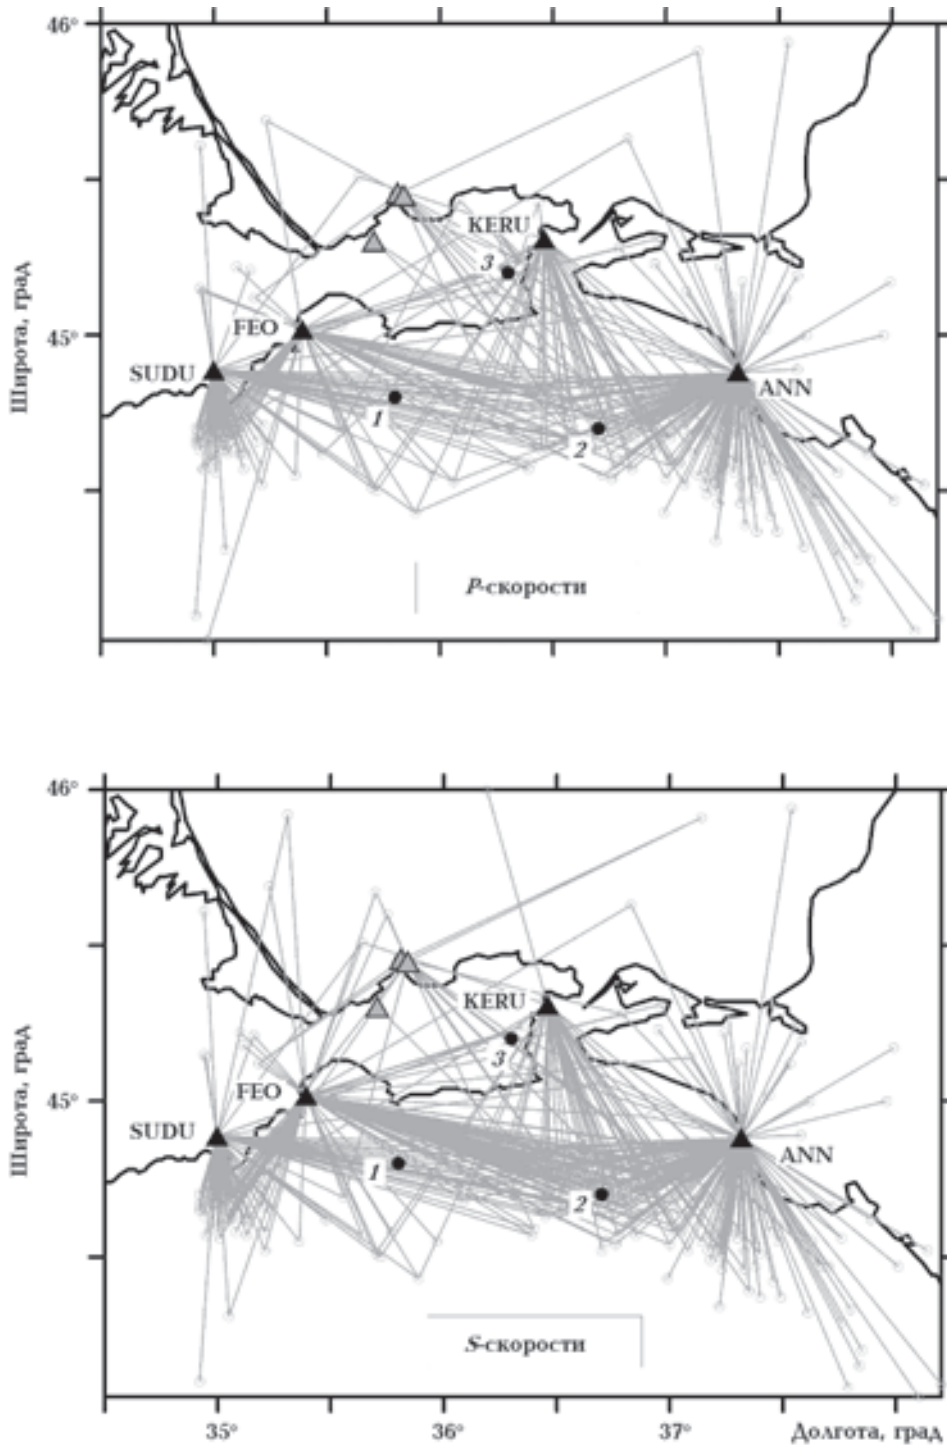 46°
KERU
3
FEO
45°
SUDU
ANN
1
2
Широта, град
P-скорости
46°
KERU
3
FEO
45°
SUDU
ANN
1
2
Широта, град
S-скорости
35° 36° 37° Долгота, град